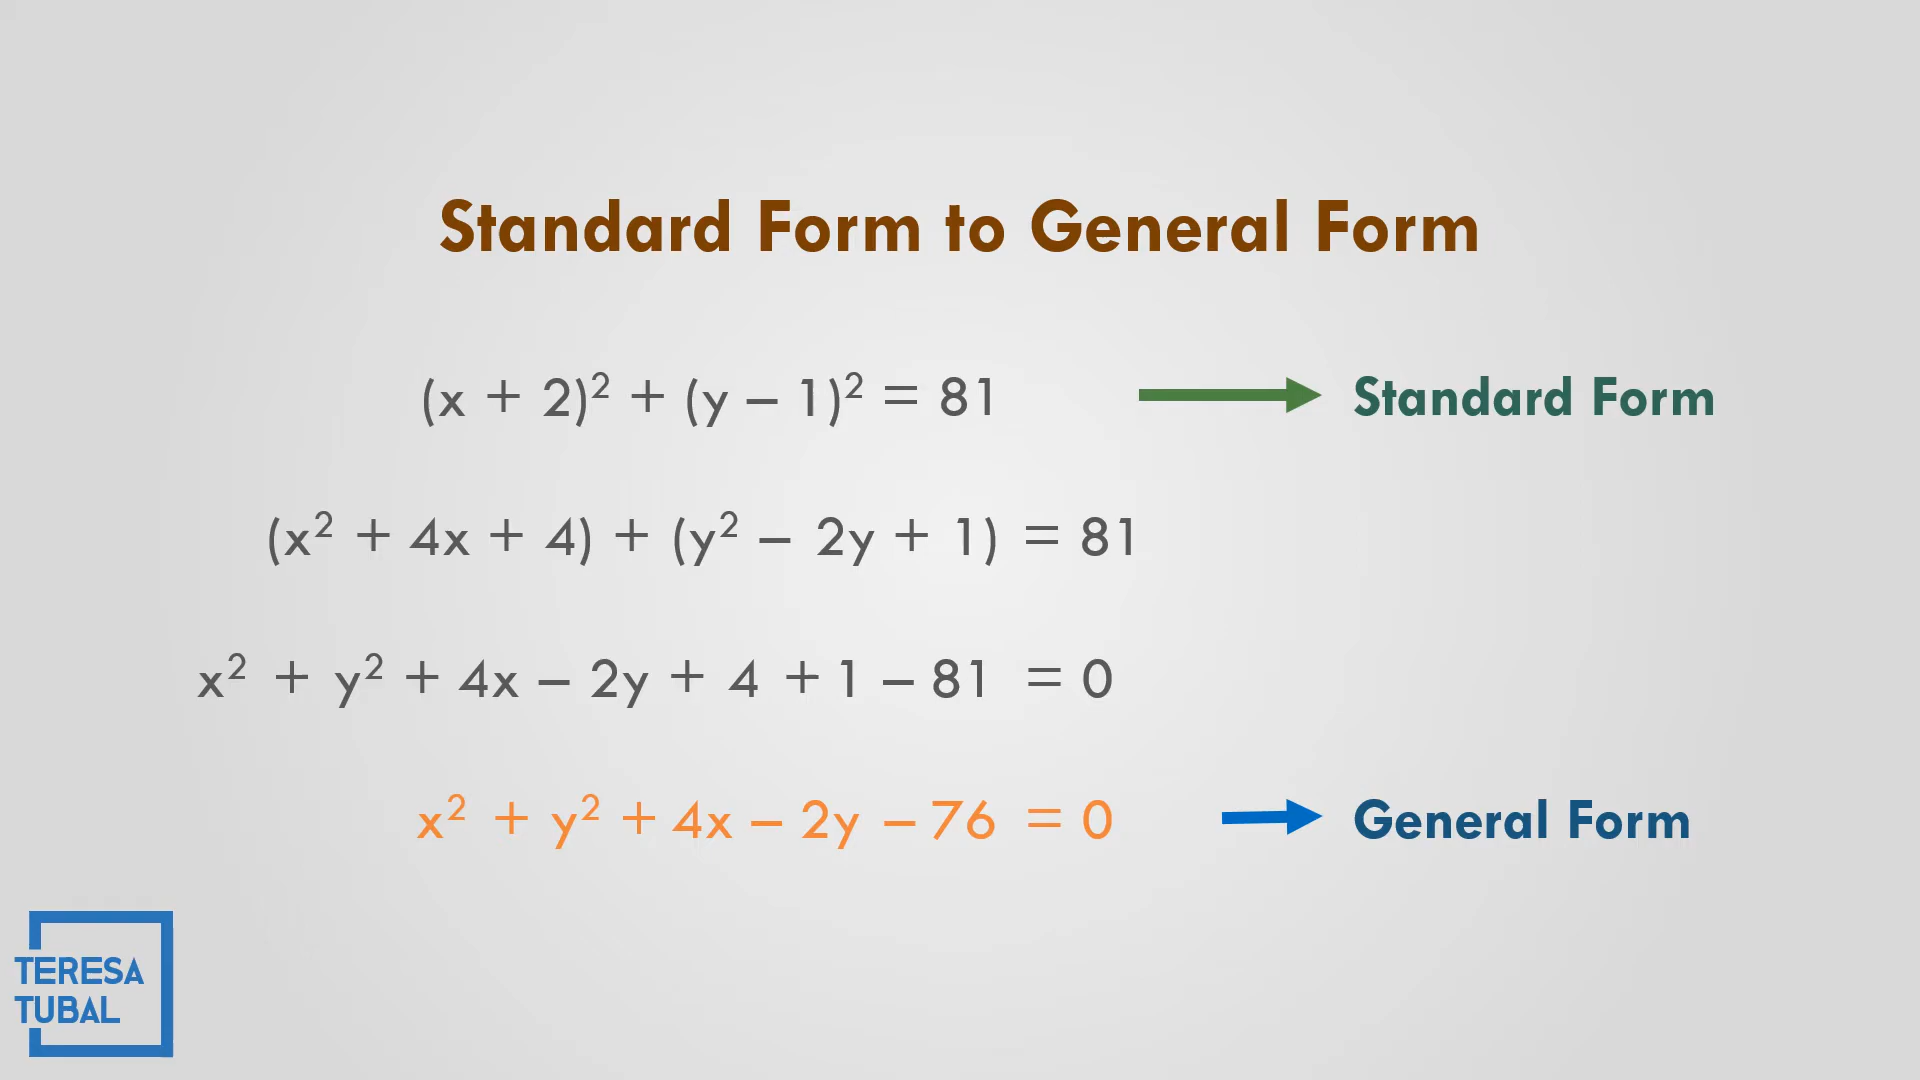 Standard Form to General Form
(x + 2)² + (y – 1)² = 81 Standard Form
(x² + 4x + 4) + (y² – 2y + 1) = 81
x² + y² + 4x – 2y + 4 + 1 – 81 = 0
x² + y² + 4x – 2y – 76 = 0 General Form
TERESA
TUBAL